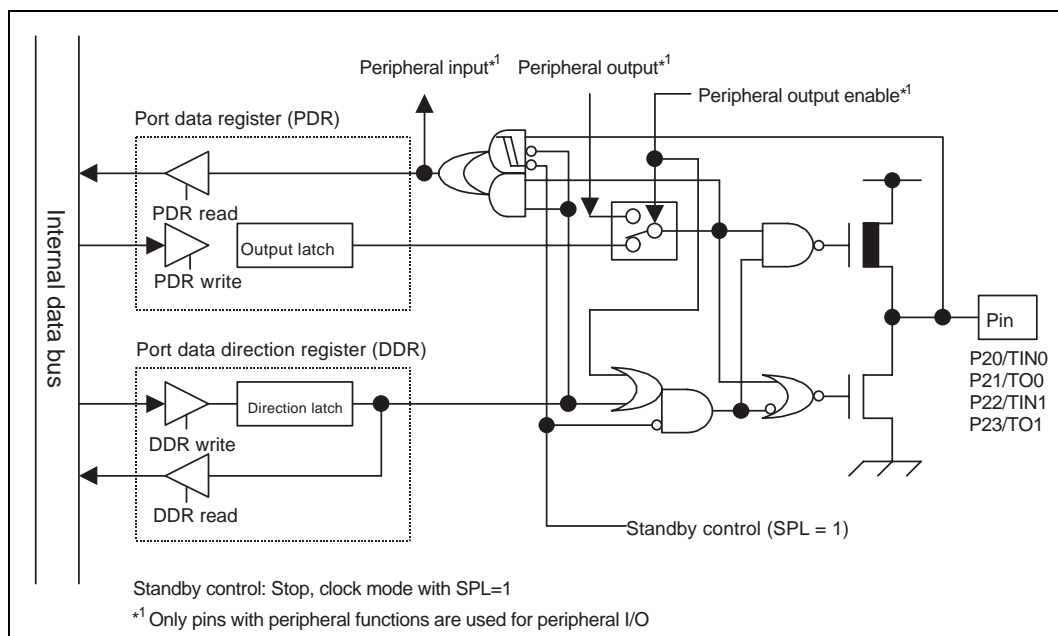 Peripheral input*1
Peripheral output*1
Peripheral output enable*1
Port data register (PDR)
PDR read
Output latch
PDR write
Internal data bus
Port data direction register (DDR)
Direction latch
DDR write
DDR read
Pin
P20/TIN0
P21/TO0
P22/TIN1
P23/TO1
Standby control (SPL = 1)
Standby control: Stop, clock mode with SPL=1
*1 Only pins with peripheral functions are used for peripheral I/O